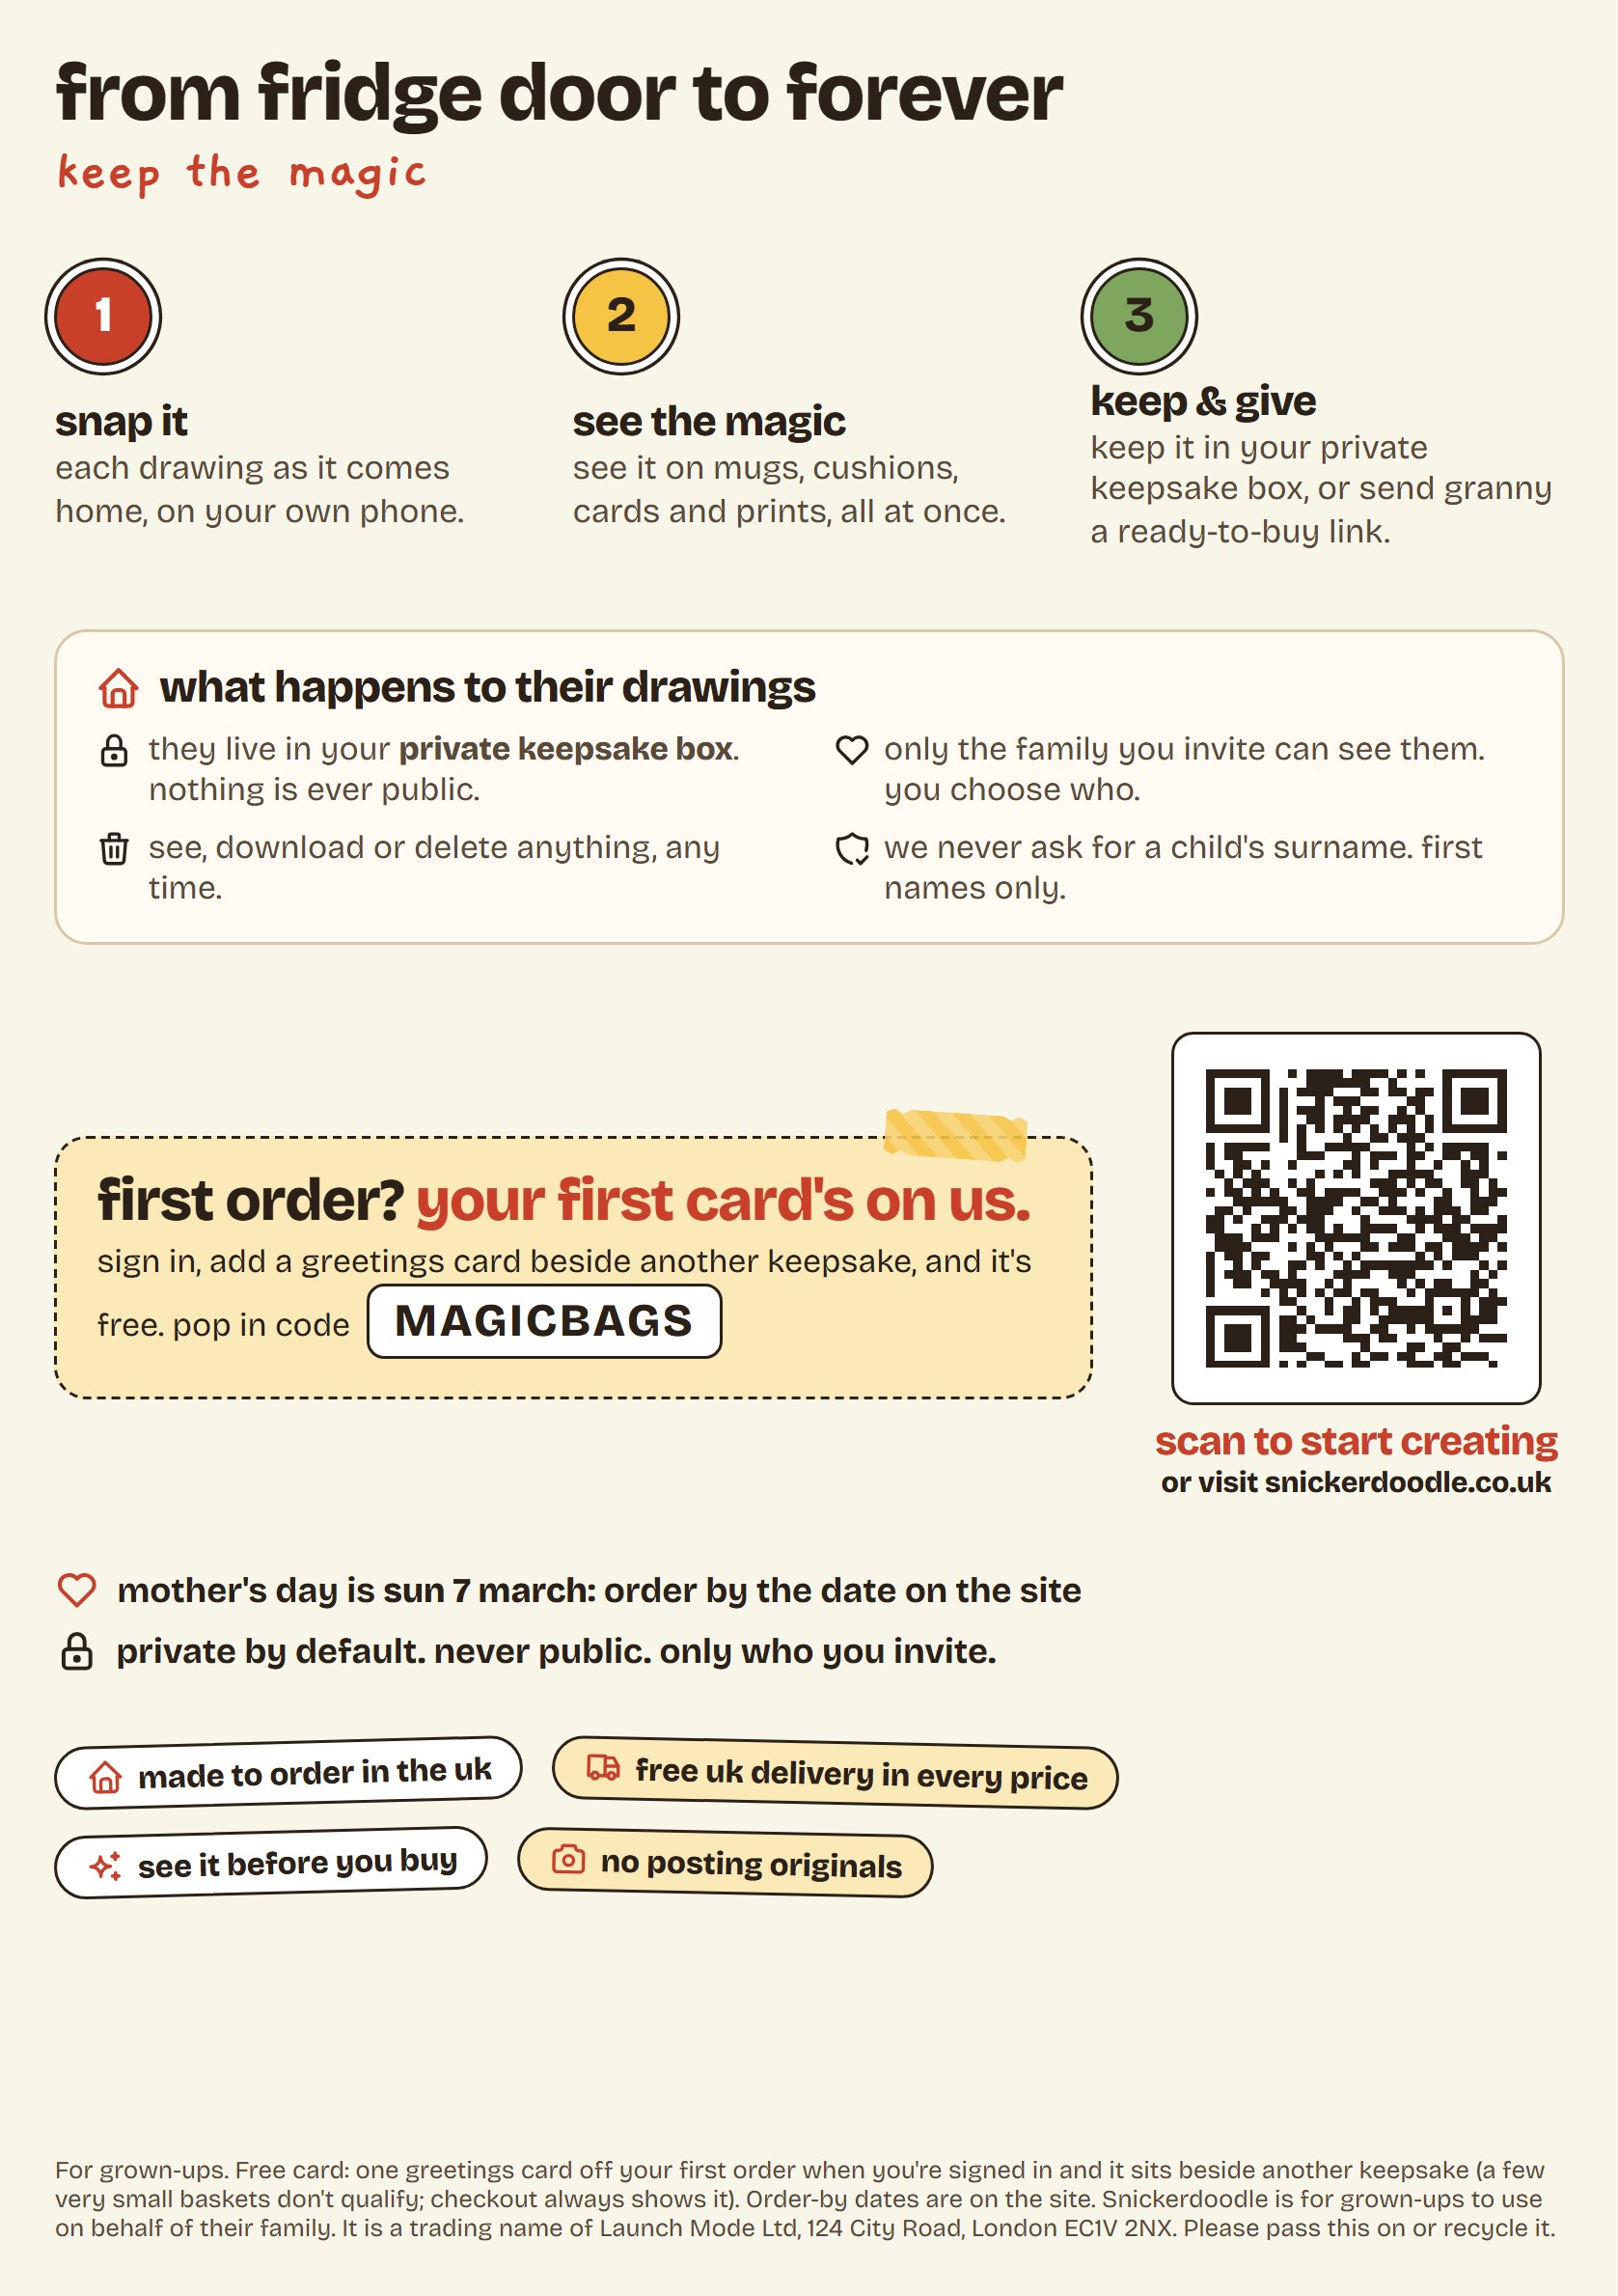 from fridge door to forever
keep the magic
1
2
3
snap it
each drawing as it comes
home, on your own phone.
see the magic
see it on mugs, cushions,
cards and prints, all at once.
keep & give
keep it in your private
keepsake box, or send granny
a ready-to-buy link.
what happens to their drawings
they live in your private keepsake box.
nothing is ever public.
only the family you invite can see them.
you choose who.
see, download or delete anything, any
time.
we never ask for a child's surname. first
names only.
first order? your first card's on us.
sign in, add a greetings card beside another keepsake, and it's
free. pop in code MAGICBAGS
scan to start creating
or visit snickerdoodle.co.uk
mother's day is sun 7 march: order by the date on the site
private by default. never public. only who you invite.
made to order in the uk
free uk delivery in every price
see it before you buy
no posting originals
For grown-ups. Free card: one greetings card off your first order when you're signed in and it sits beside another keepsake (a few
very small baskets don't qualify; checkout always shows it). Order-by dates are on the site. Snickerdoodle is for grown-ups to use
on behalf of their family. It is a trading name of Launch Mode Ltd, 124 City Road, London EC1V 2NX. Please pass this on or recycle it.